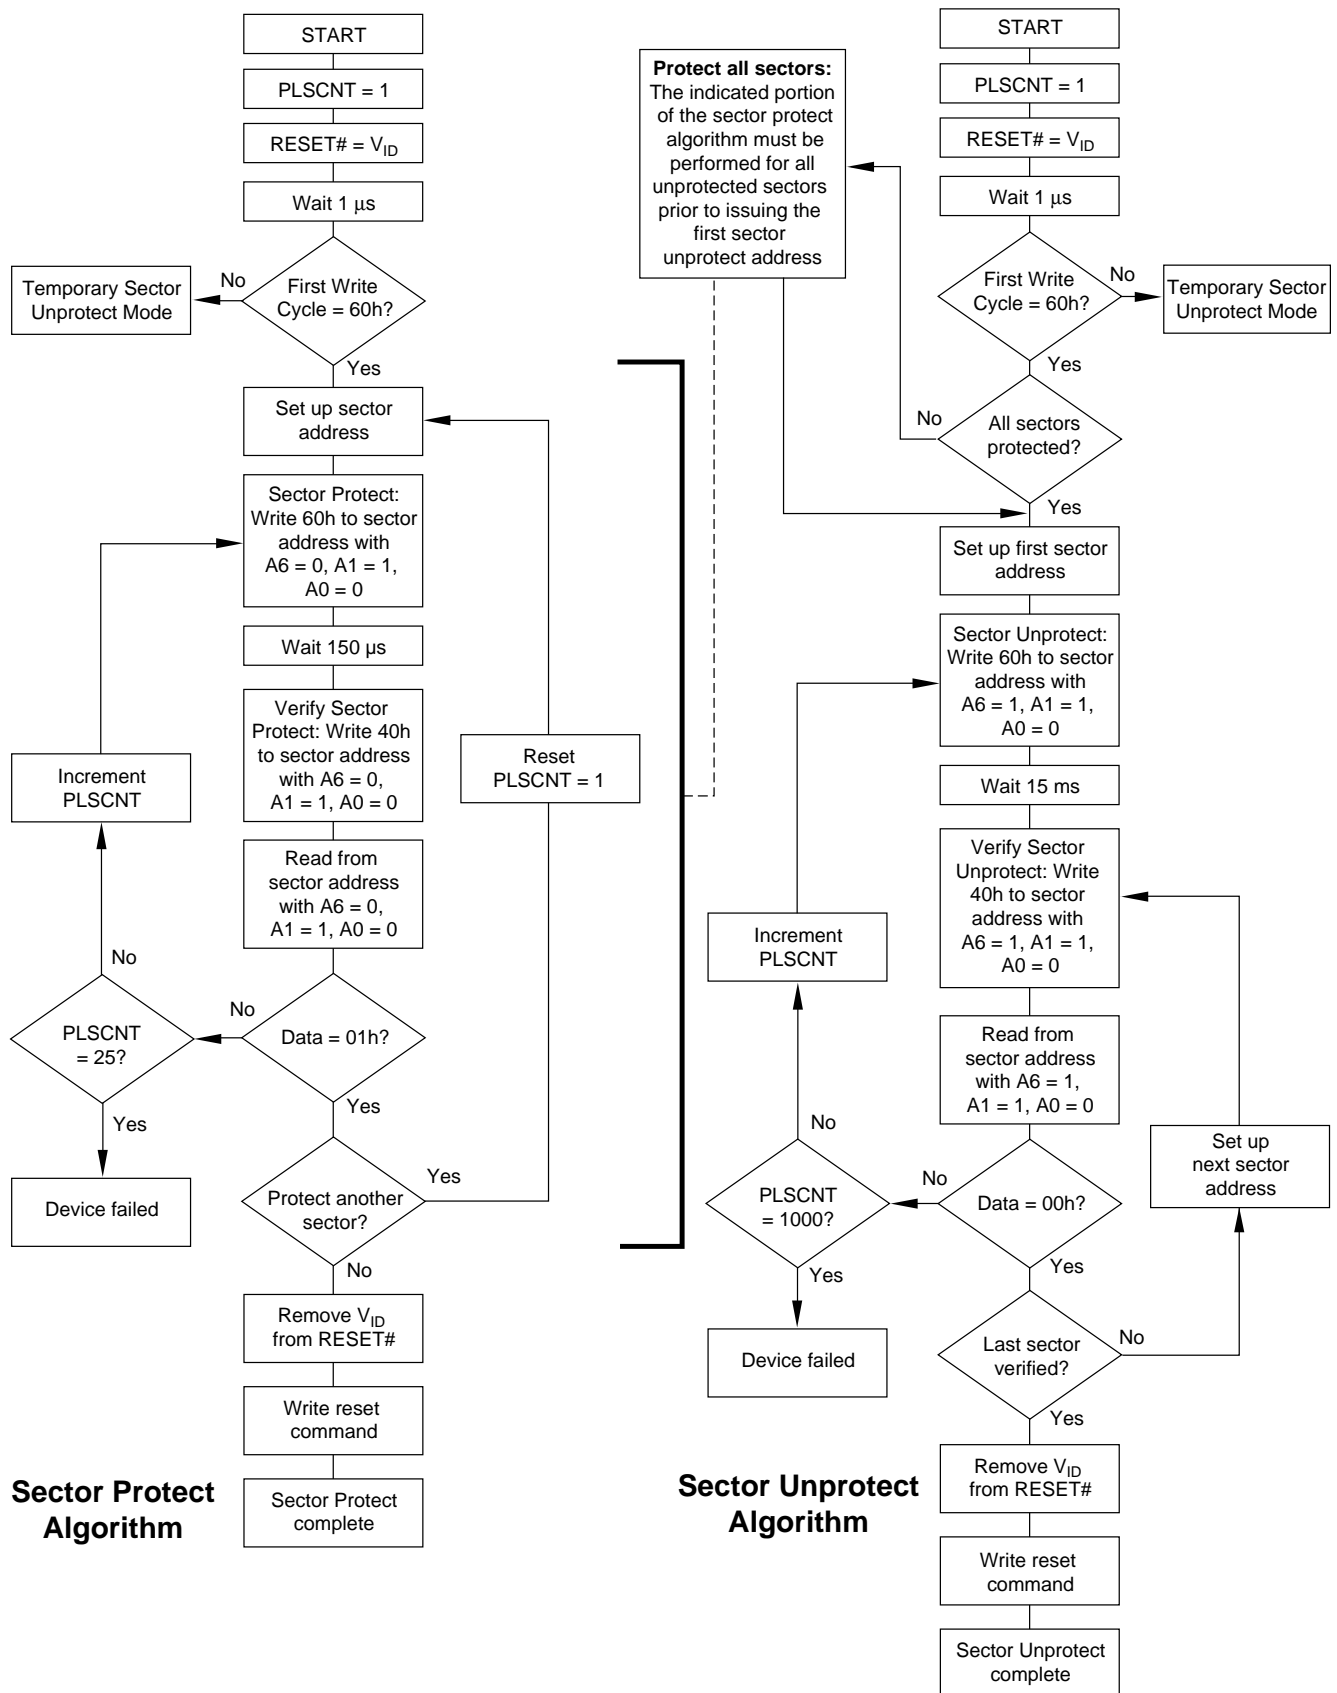 START
PLSCNT = 1
RESET# = VID
Wait 1 μs
First Write
Cycle = 60h?
No
Temporary Sector
Unprotect Mode
Yes
Set up sector
address
Sector Protect:
Write 60h to sector
address with
A6 = 0, A1 = 1,
A0 = 0
Wait 150 µs
Verify Sector
Protect: Write 40h
to sector address
with A6 = 0,
A1 = 1, A0 = 0
Reset
PLSCNT = 1
Increment
PLSCNT
Read from
sector address
with A6 = 0,
A1 = 1, A0 = 0
No
No
PLSCNT
= 25?
Data = 01h?
Yes
Yes
Device failed
Protect another
sector?
Yes
No
Remove VID
from RESET#
Write reset
command
Sector Protect
complete
Sector Protect
Algorithm
Protect all sectors:
The indicated portion
of the sector protect
algorithm must be
performed for all
unprotected sectors
prior to issuing the
first sector
unprotect address
START
PLSCNT = 1
RESET# = VID
Wait 1 μs
First Write
Cycle = 60h?
No
Temporary Sector
Unprotect Mode
Yes
No
All sectors
protected?
Yes
Set up first sector
address
Sector Unprotect:
Write 60h to sector
address with
A6 = 1, A1 = 1,
A0 = 0
Wait 15 ms
Verify Sector
Unprotect: Write
40h to sector
address with
A6 = 1, A1 = 1,
A0 = 0
Increment
PLSCNT
Read from
sector address
with A6 = 1,
A1 = 1, A0 = 0
No
No
PLSCNT
= 1000?
Data = 00h?
Set up
next sector
address
Yes
Yes
Device failed
Last sector
verified?
No
Yes
Remove VID
from RESET#
Write reset
command
Sector Unprotect
complete
Sector Unprotect
Algorithm